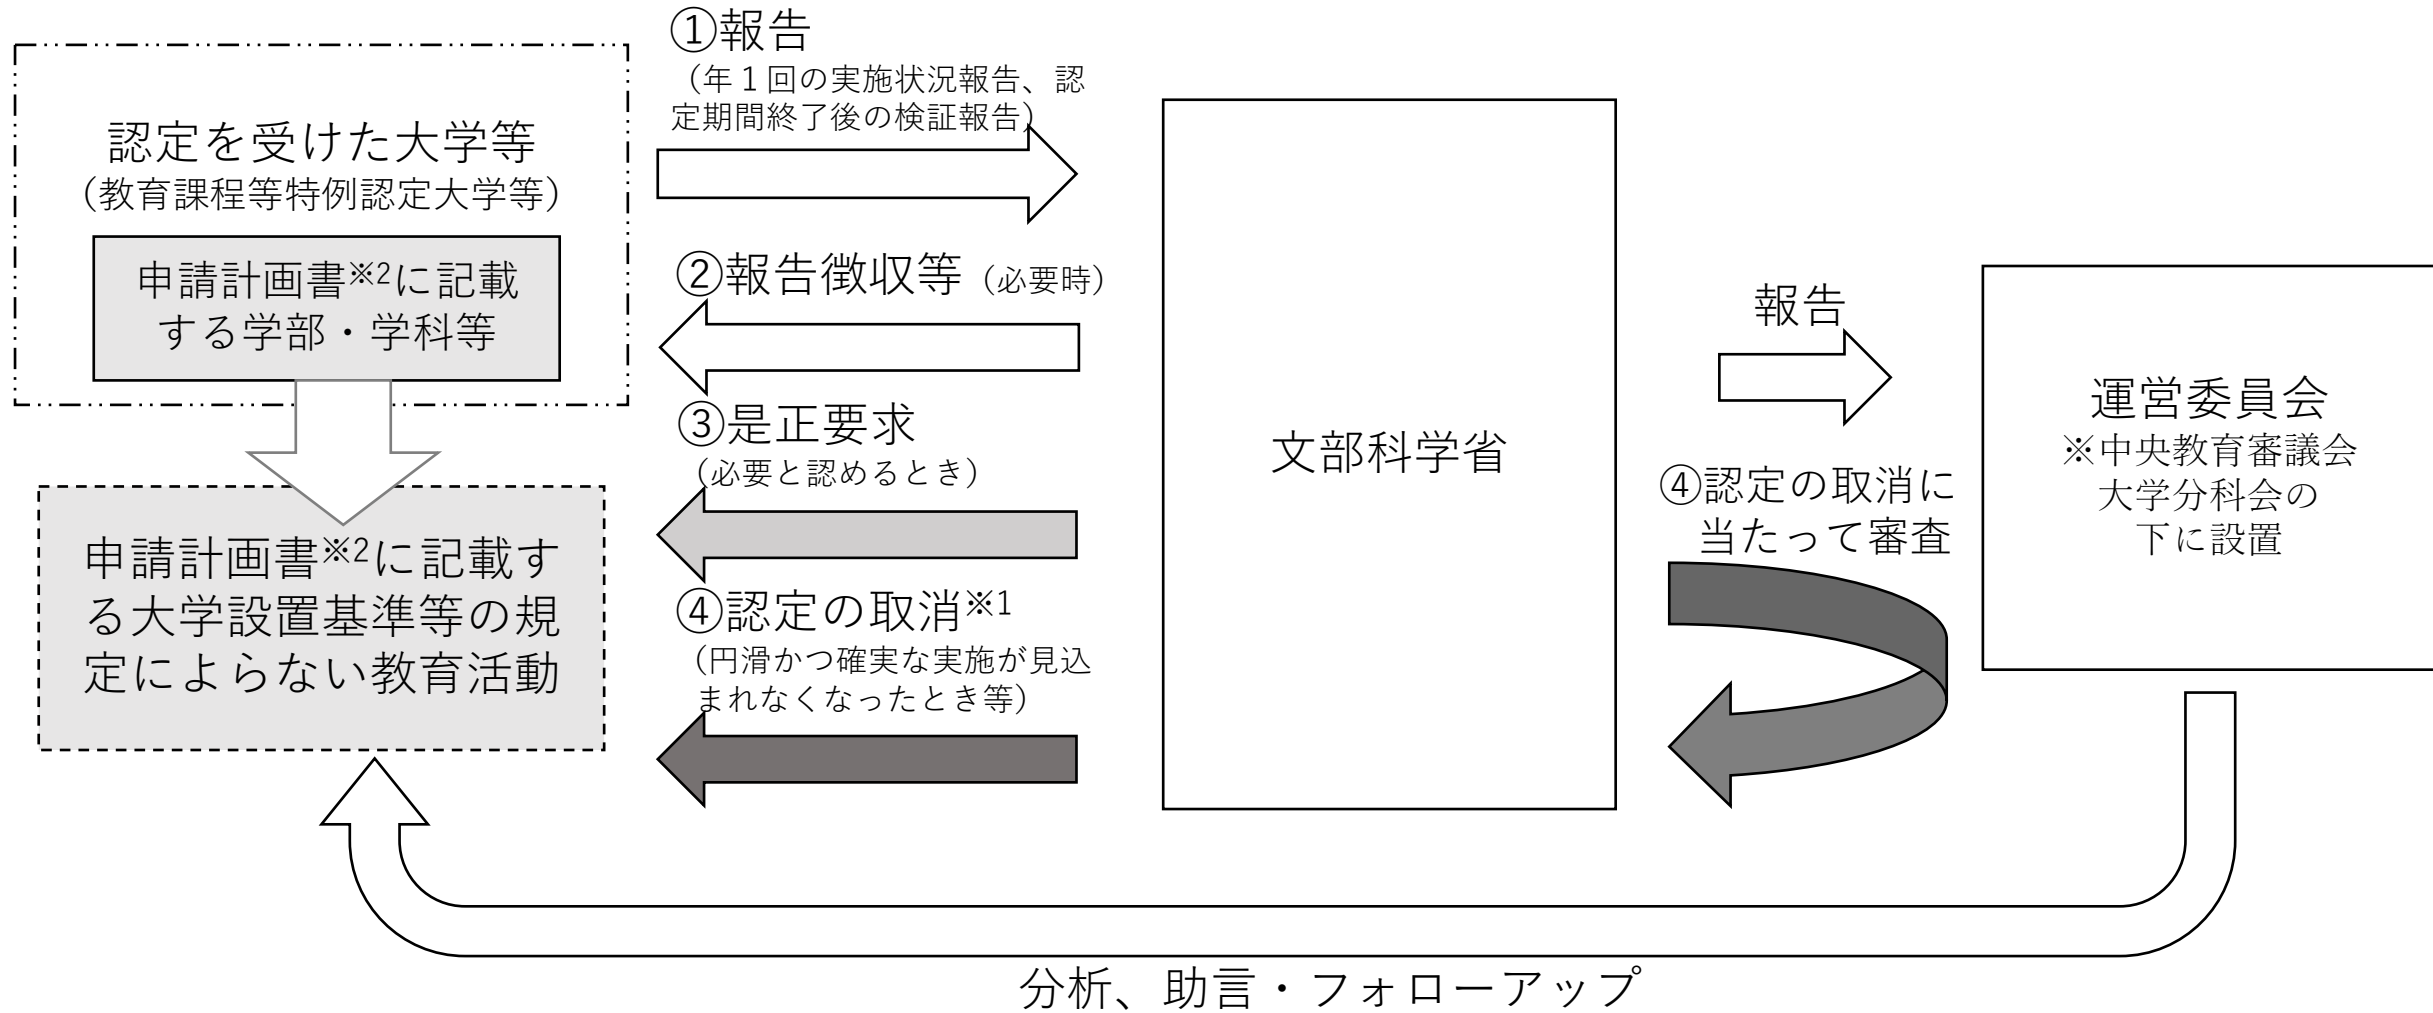 認定を受けた大学等
（教育課程等特例認定大学等）
申請計画書※2に記載
する学部・学科等
申請計画書※2に記載す
る大学設置基準等の規
定によらない教育活動
①報告
（年１回の実施状況報告、認
定期間終了後の検証報告）
②報告徴収等（必要時）
③是正要求
（必要と認めるとき）
④認定の取消※1
（円滑かつ確実な実施が見込
まれなくなったとき等）
文部科学省
報告
④認定の取消に
当たって審査
運営委員会
※中央教育審議会
大学分科会の
下に設置
分析、助言・フォローアップ